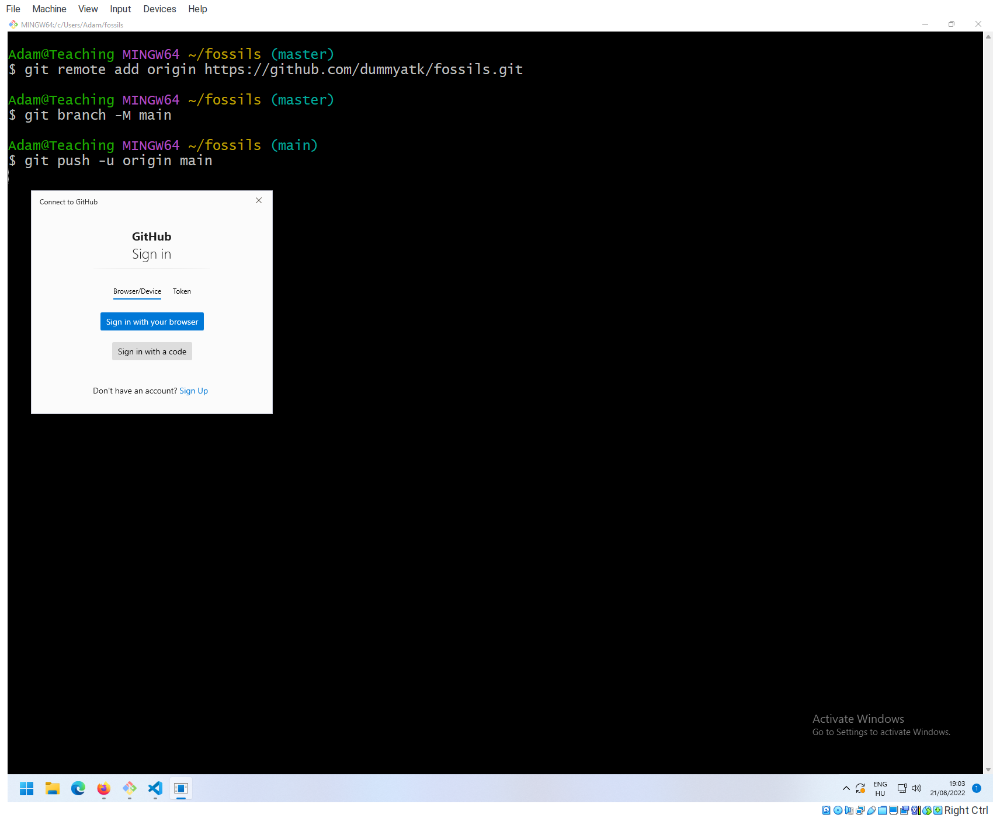 File Machine View Input Devices Help
MINGW64:/c/Users/Adam/fossils
Adam@Teaching MINGW64 ~/fossils (master)
$ git remote add origin https://github.com/dummyatk/fossils.git
Adam@Teaching MINGW64 ~/fossils (master)
$ git branch -M main
Adam@Teaching MINGW64 ~/fossils (main)
$ git push -u origin main
Connect to GitHub
GitHub
Sign in
Browser/Device Token
Sign in with your browser
Sign in with a code
Don't have an account? Sign Up
Activate Windows
Go to Settings to activate Windows.
ENG
HU
19:03
21/08/2022
1
Right Ctrl